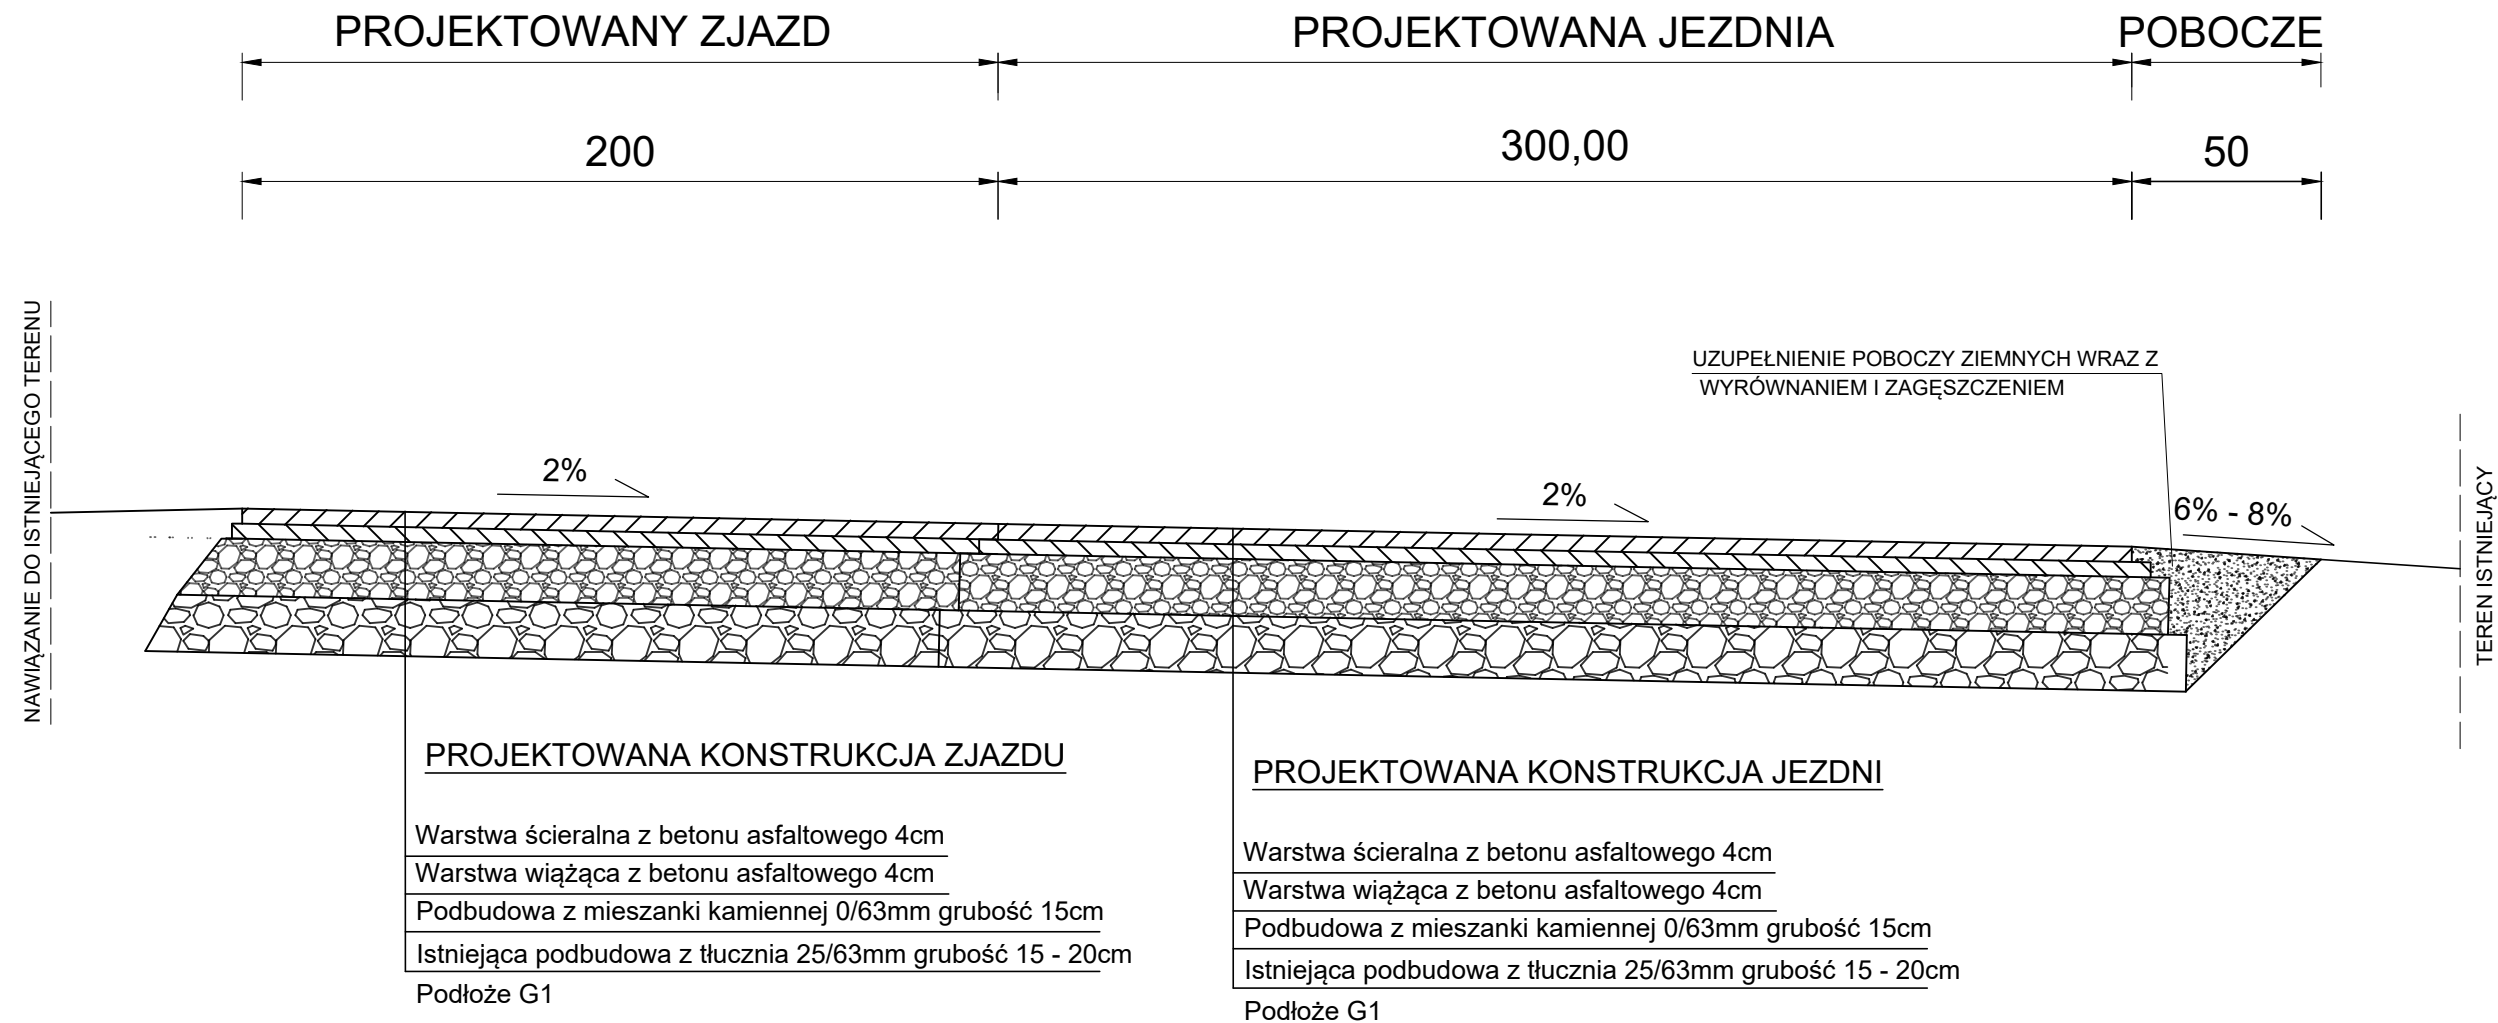 PROJEKTOWANY ZJAZD
PROJEKTOWANA JEZDNIA
POBOCZE
200
300,00
50
NAWIĄZANIE DO ISTNIEJĄCEGO TERENU
UZUPEŁNIENIE POBOCZY ZIEMNYCH WRAZ Z
WYRÓWNANIEM I ZAGĘSZCZENIEM
2%
2%
6% - 8%
TEREN ISTNIEJĄCY
PROJEKTOWANA KONSTRUKCJA ZJAZDU
Warstwa ścieralna z betonu asfaltowego 4cm
Warstwa wiążąca z betonu asfaltowego 4cm
Podbudowa z mieszanki kamiennej 0/63mm grubość 15cm
Istniejąca podbudowa z tłucznia 25/63mm grubość 15 - 20cm
Podłoże G1
PROJEKTOWANA KONSTRUKCJA JEZDNI
Warstwa ścieralna z betonu asfaltowego 4cm
Warstwa wiążąca z betonu asfaltowego 4cm
Podbudowa z mieszanki kamiennej 0/63mm grubość 15cm
Istniejąca podbudowa z tłucznia 25/63mm grubość 15 - 20cm
Podłoże G1